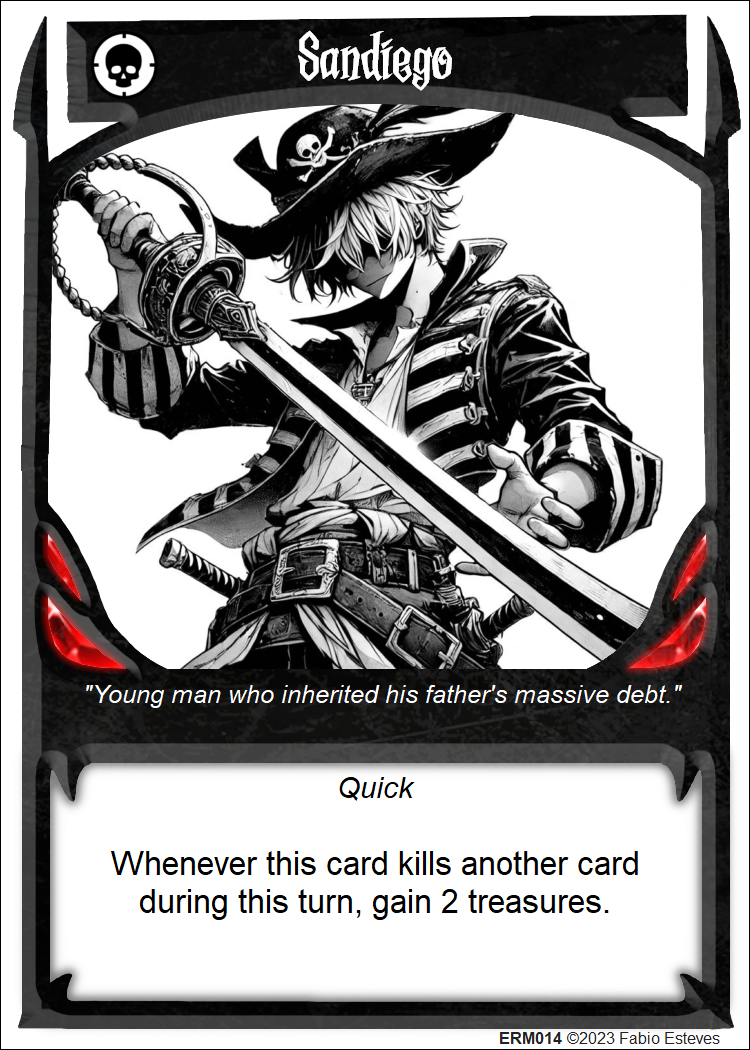 Sandiego
"Young man who inherited his father's massive debt."
Quick
Whenever this card kills another card
during this turn, gain 2 treasures.
ERM014 ©2023 Fabio Esteves